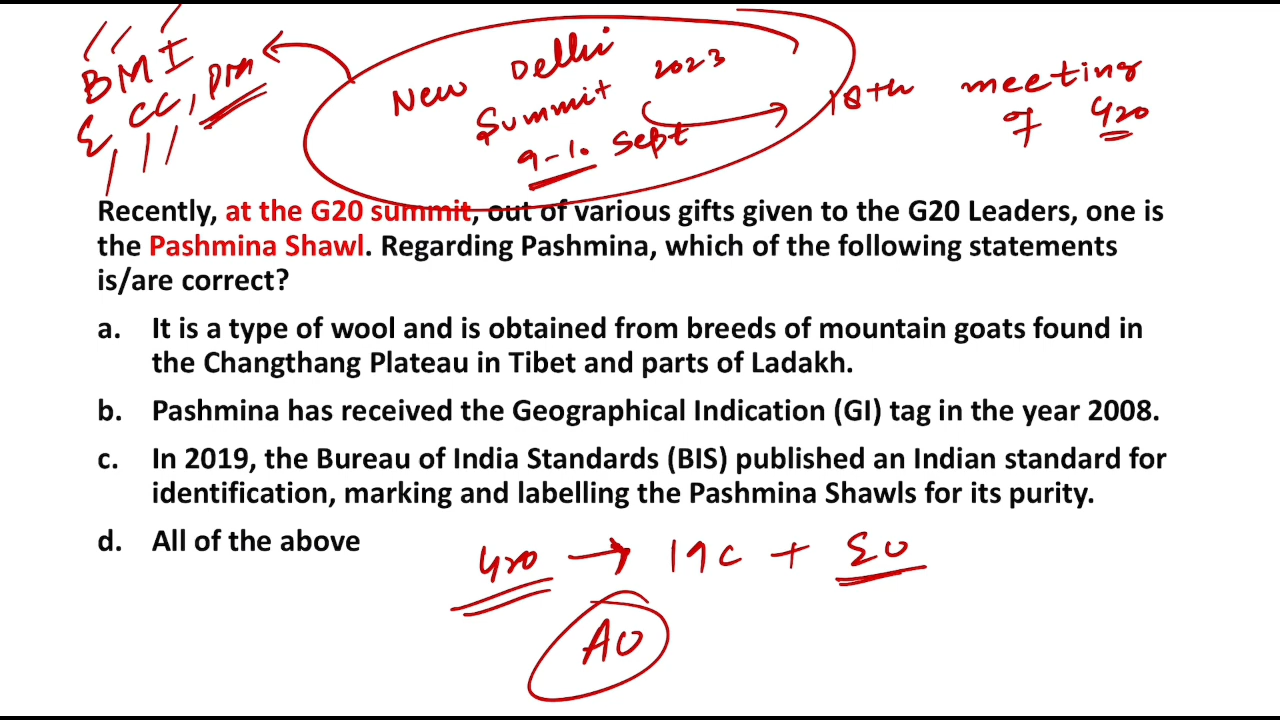 BMI
E, CC, PM
New Delhi
Summit 2023
9-10 Sept
18th meeting
of G20
Recently, at the G20 summit, out of various gifts given to the G20 Leaders, one is
the Pashmina Shawl. Regarding Pashmina, which of the following statements
is/are correct?
a. It is a type of wool and is obtained from breeds of mountain goats found in
the Changthang Plateau in Tibet and parts of Ladakh.
b. Pashmina has received the Geographical Indication (GI) tag in the year 2008.
c. In 2019, the Bureau of India Standards (BIS) published an Indian standard for
identification, marking and labelling the Pashmina Shawls for its purity.
d. All of the above
G20 → 19C + EU
AU